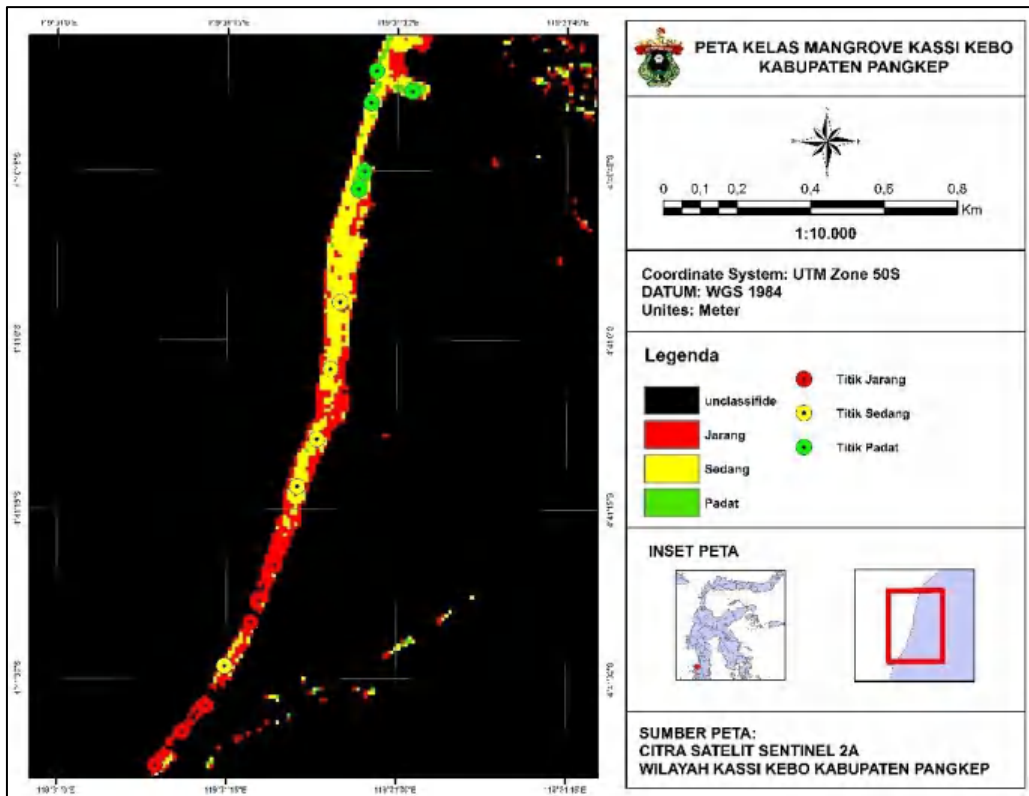 PETA KELAS MANGROVE KASSI KEBO
KABUPATEN PANGKEP
0 0,1 0,2 0,4 0,6 0,8
Km
1:10.000
Coordinate System: UTM Zone 50S
DATUM: WGS 1984
Unites: Meter
Legenda
unclassifide
Jarang
Sedang
Padat
Titik Jarang
Titik Sedang
Titik Padat
INSET PETA
SUMBER PETA:
CITRA SATELIT SENTINEL 2A
WILAYAH KASSI KEBO KABUPATEN PANGKEP